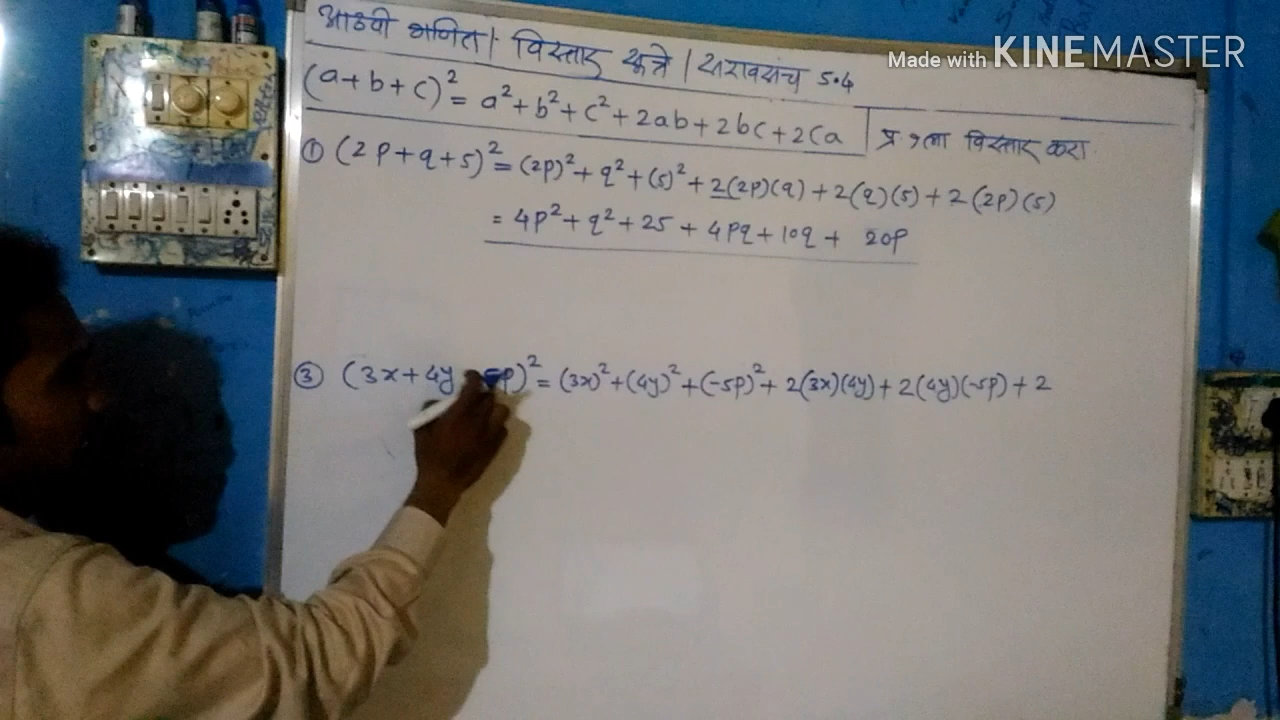 Made with KINEMASTER
आठवी गणित | विस्तार सूत्रे | सरावसंच 5.4
(a+b+c)² = a² + b² + c² + 2ab + 2bc + 2ca
प्र १ला विस्तार करा.
① (2p+q+5)² = (2p)² + q² + (5)² + 2(2p)(q) + 2(q)(5) + 2(2p)(5)
= 4p² + q² + 25 + 4pq + 10q + 20p
③ (3x+4y-5p)² = (3x)² + (4y)² + (-5p)² + 2(3x)(4y) + 2(4y)(-5p) + 2